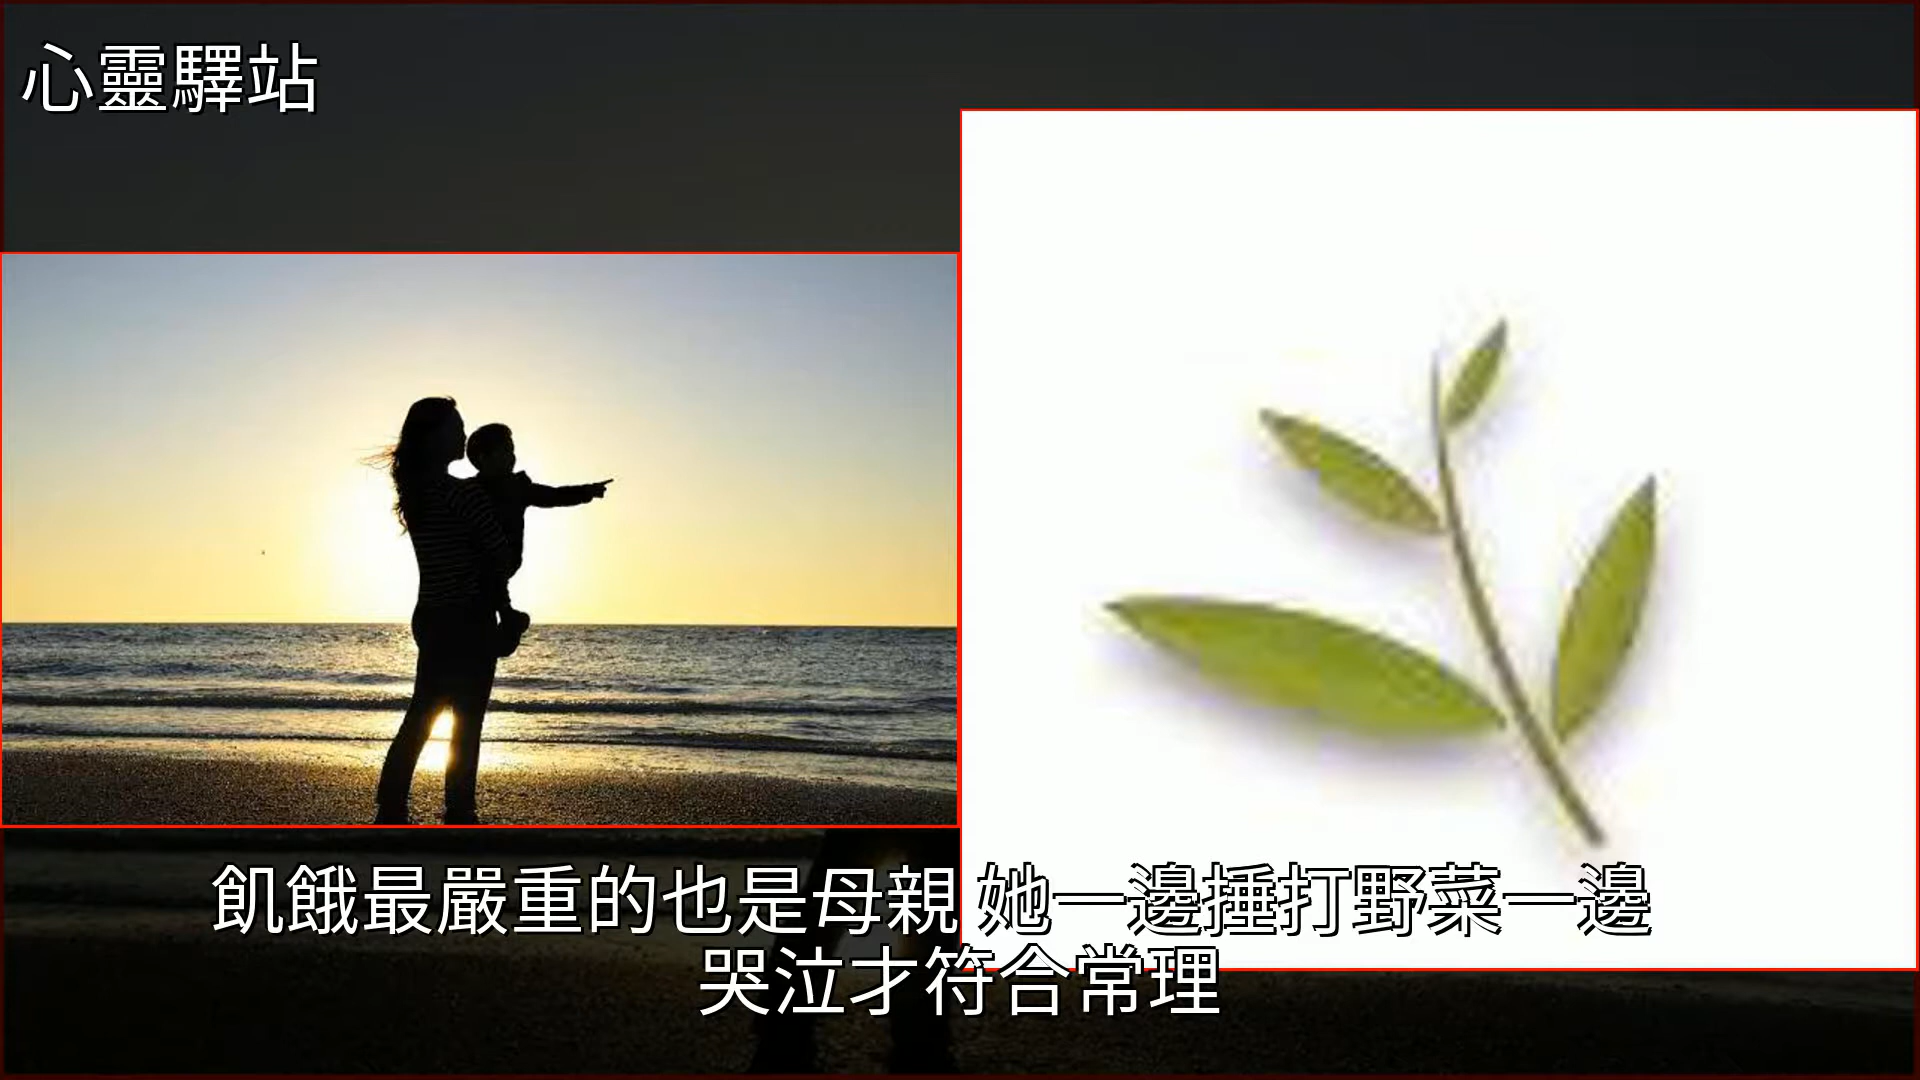 心靈驛站
飢餓最嚴重的也是母親 她一邊捶打野菜一邊
哭泣才符合常理